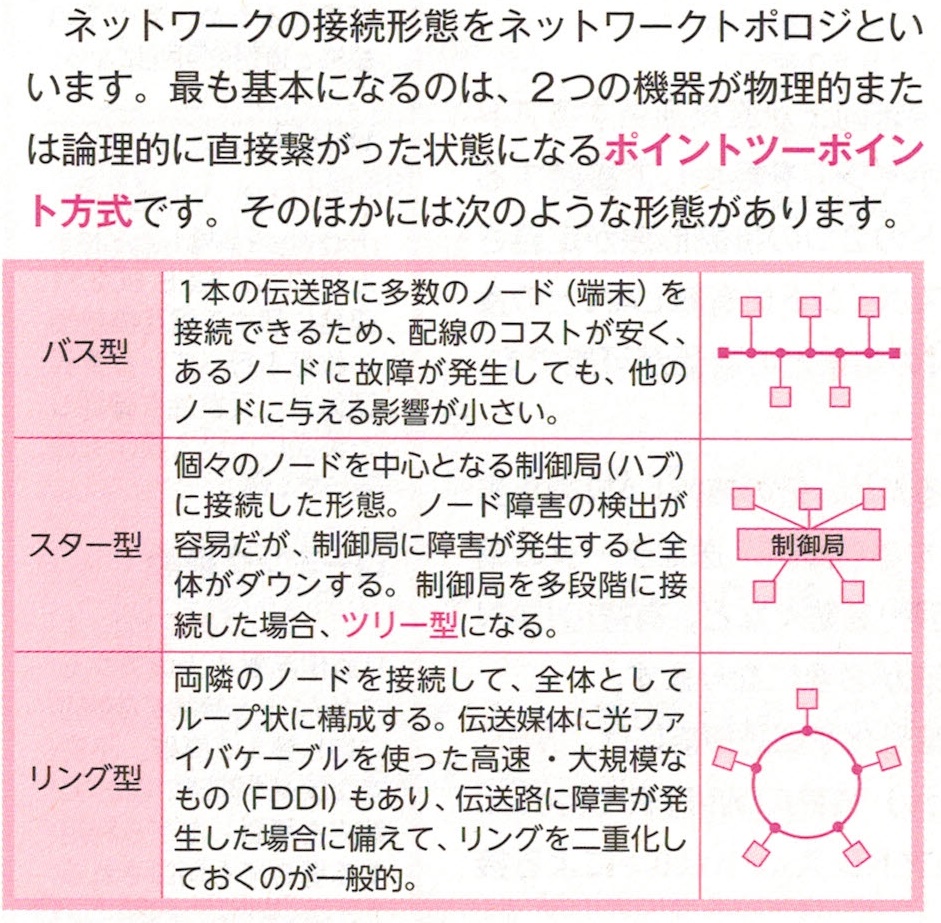 ネットワークの接続形態をネットワークトポロジとい
います。最も基本になるのは、2つの機器が物理的また
は論理的に直接繋がった状態になるポイントツーポイン
ト方式です。そのほかには次のような形態があります。
バス型
1本の伝送路に多数のノード（端末）を
接続できるため、配線のコストが安く、
あるノードに故障が発生しても、他の
ノードに与える影響が小さい。
スター型
個々のノードを中心となる制御局（ハブ）
に接続した形態。ノード障害の検出が
容易だが、制御局に障害が発生すると全
体がダウンする。制御局を多段階に接
続した場合、ツリー型になる。
制御局
リング型
両隣のノードを接続して、全体として
ループ状に構成する。伝送媒体に光ファ
イバケーブルを使った高速・大規模な
もの（FDDI）もあり、伝送路に障害が発
生した場合に備えて、リングを二重化し
ておくのが一般的。